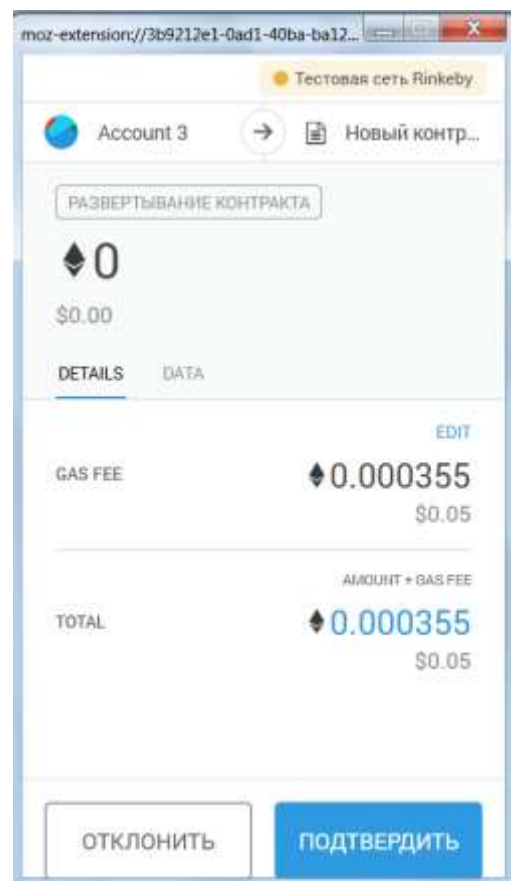 moz-extension://3b9212e1-0ad1-40ba-ba12...
Тестовая сеть Rinkeby
Account 3
Новый контр...
РАЗВЕРТЫВАНИЕ КОНТРАКТА
0
$0.00
DETAILS DATA
EDIT
GAS FEE 0.000355
$0.05
AMOUNT + GAS FEE
TOTAL 0.000355
$0.05
ОТКЛОНИТЬ ПОДТВЕРДИТЬ